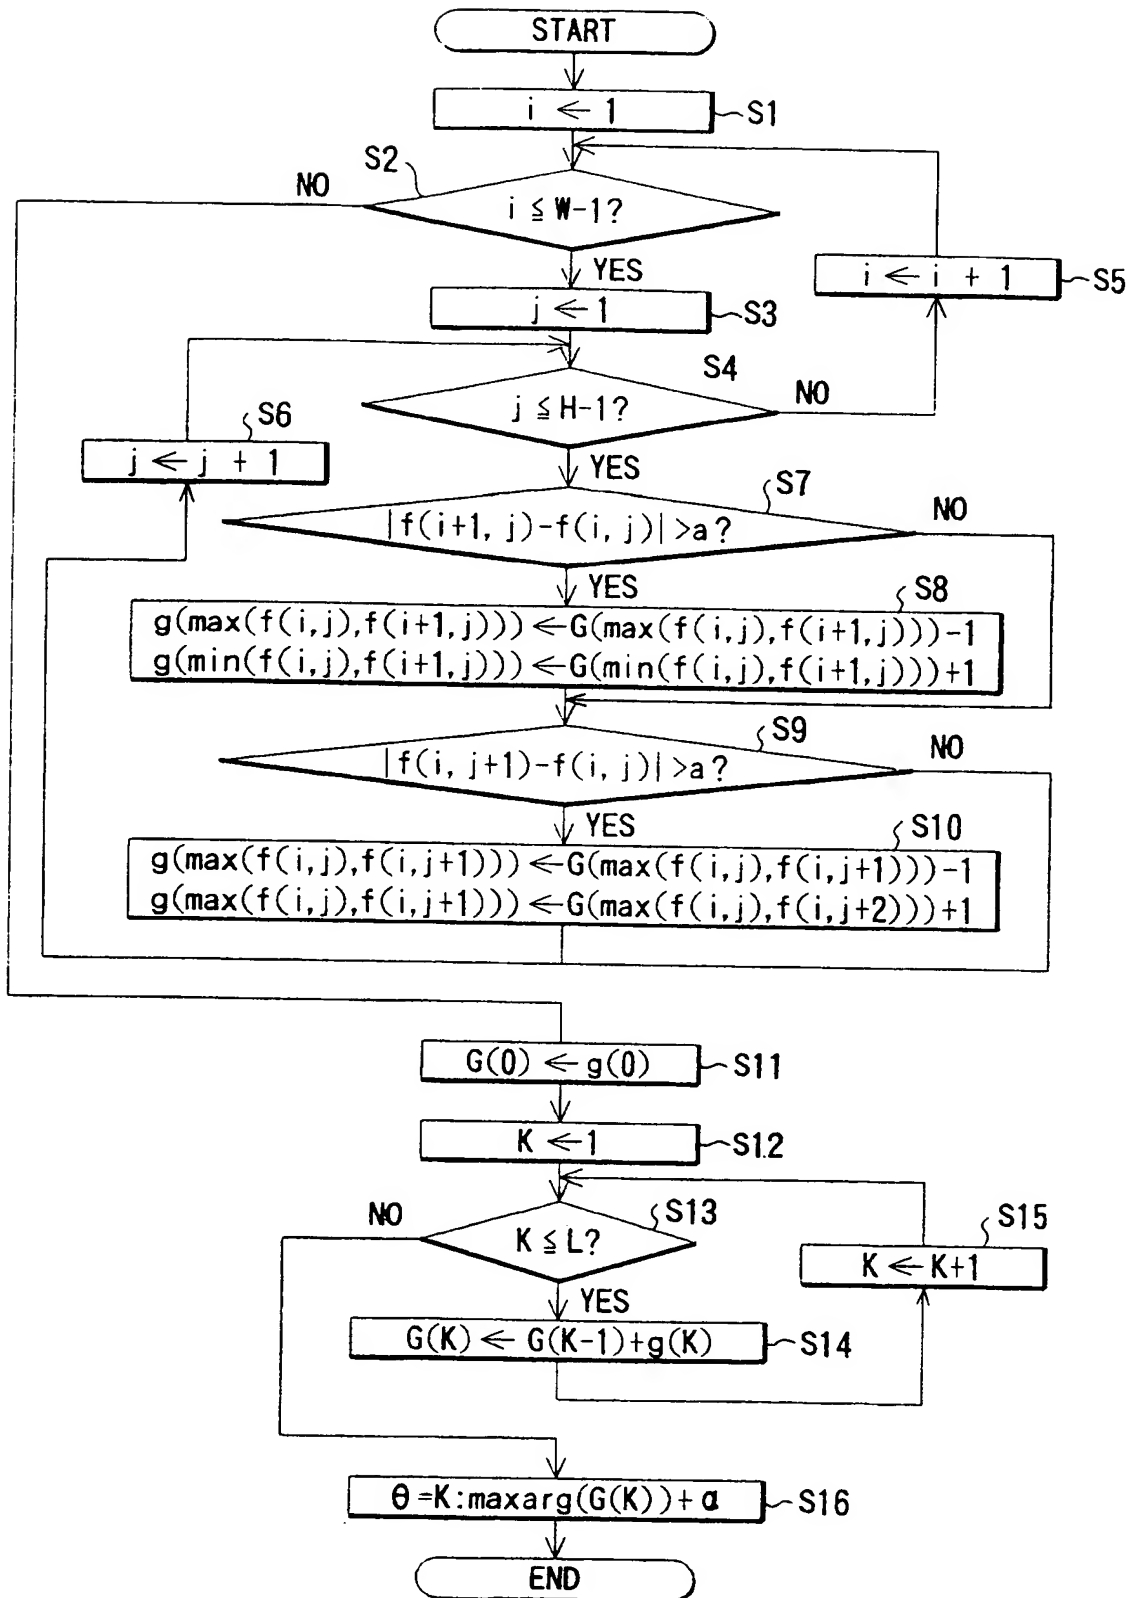 START
i ← 1
S1
S2
NO
i ≦ W-1?
YES
i ← i + 1
S5
j ← 1
S3
S4
NO
j ≦ H-1?
S6
j ← j + 1
YES
S7
|f(i+1, j)-f(i, j)|>a?
NO
YES
S8
g(max(f(i,j),f(i+1,j))) ← G(max(f(i,j),f(i+1,j)))-1
g(min(f(i,j),f(i+1,j))) ← G(min(f(i,j),f(i+1,j)))+1
S9
|f(i, j+1)-f(i, j)|>a?
NO
YES
S10
g(max(f(i,j),f(i,j+1))) ← G(max(f(i,j),f(i,j+1)))-1
g(max(f(i,j),f(i,j+1))) ← G(max(f(i,j),f(i,j+2)))+1
G(0) ← g(0)
S11
K ← 1
S12
NO
S13
K ≦ L?
S15
K ← K+1
YES
G(K) ← G(K-1)+g(K)
S14
θ=K:maxarg(G(K))+α
S16
END